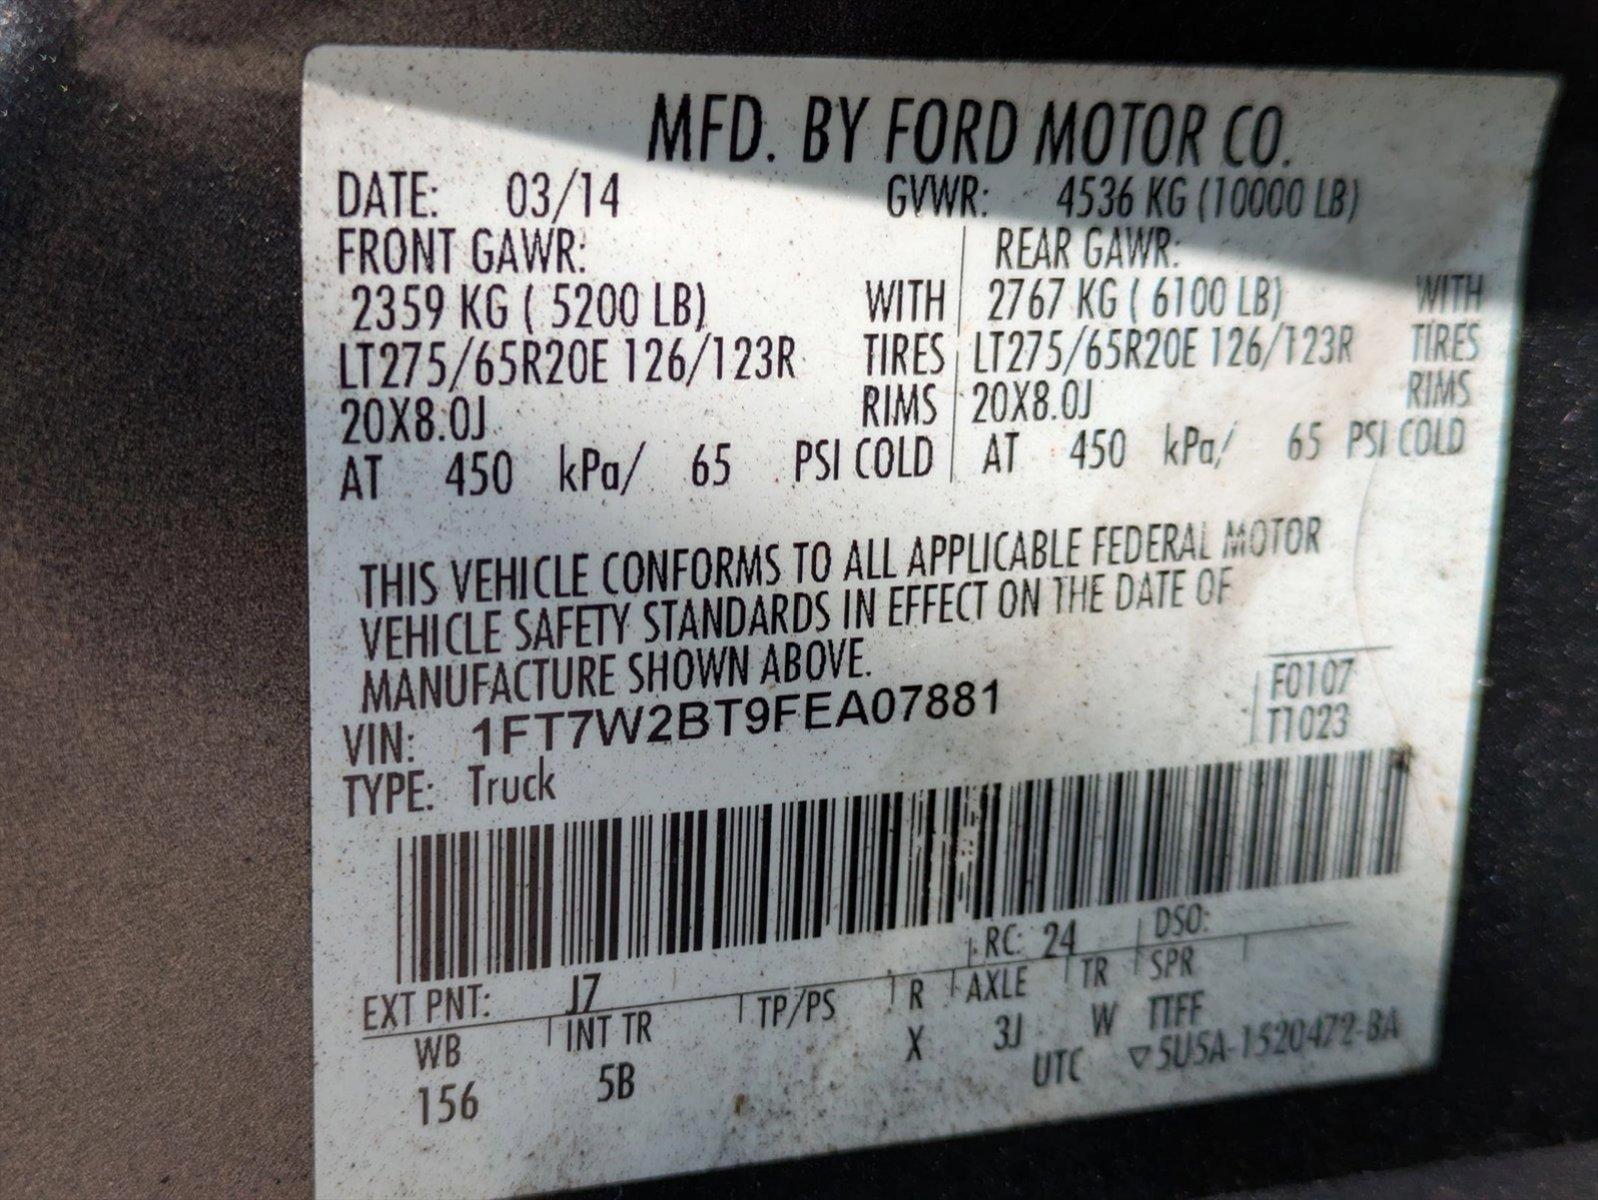 MFD. BY FORD MOTOR CO.
DATE: 03/14 GVWR: 4536 KG (10000 LB)
FRONT GAWR: REAR GAWR:
2359 KG ( 5200 LB) WITH 2767 KG ( 6100 LB) WITH
LT275/65R20E 126/123R TIRES LT275/65R20E 126/123R TIRES
20X8.0J RIMS 20X8.0J RIMS
AT 450 kPa/ 65 PSI COLD AT 450 kPa/ 65 PSI COLD
THIS VEHICLE CONFORMS TO ALL APPLICABLE FEDERAL MOTOR
VEHICLE SAFETY STANDARDS IN EFFECT ON THE DATE OF
MANUFACTURE SHOWN ABOVE.
VIN: 1FT7W2BT9FEA07881 F0107
TYPE: Truck T1023
EXT PNT: J7 RC: 24 DSO:
WB INT TR TP/PS R AXLE TR SPR
156 5B X 3J W TTFF
UTC ▽5U5A-1520472-BA